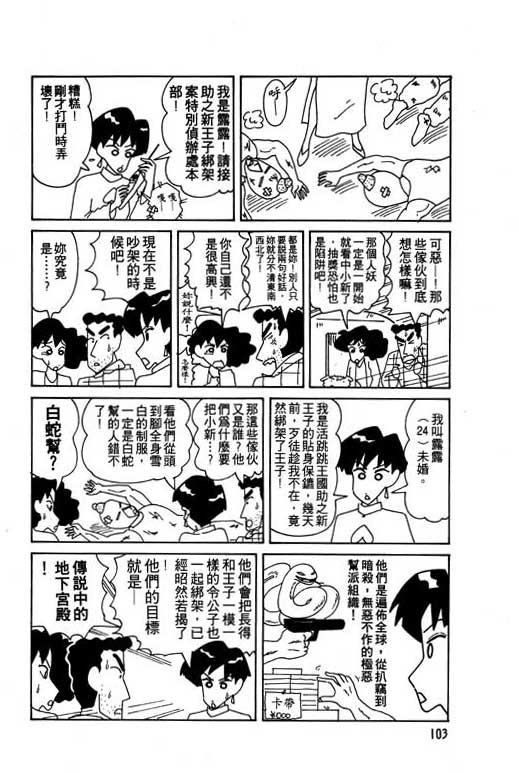 呼
我是露露！請接
助之新王子綁架
案特別偵辦處本
部！
糟糕！
剛才打鬥時弄
壞了！
嘎…
嘎…
可惡—！那
些傢伙到底
想怎樣嘛！
那個人妖
一定是一開始
就看中小新了
，抽獎恐怕也
是陷阱吧！
都是妳！別人只
要說兩句好話
妳就分不清東南
西北了！
你自己還不
是很高興！
妳說什麼！
怎麼樣！
現在不是
吵架的時
候吧！
妳究竟
是……？
我叫露露
（24）未婚。
我是活跳跳王國助之新
王子的貼身保鏢，幾天
前，歹徒趁我不在，竟
然綁架了王子！
那這些傢伙
又是誰？他
們為什麼要
把小新…？
看他們從頭
到腳全身雪
白的制服，
一定是白蛇
幫的人錯不
了！
白蛇幫？
他們是遍佈全球，從扒竊到
暗殺，無惡不作的極惡
幫派組織！
卡帶
¥000
他們會把長得
和王子一模一
樣的令公子也
一起綁架，已
經昭然若揭了
他們的目標
就是—
傳說中的
地下宮殿
！
103